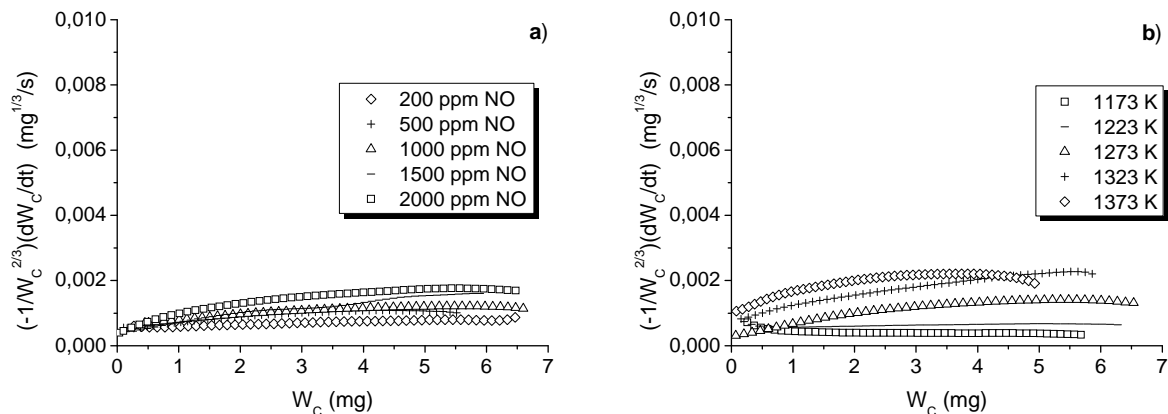 a)
0,010
0,008
0,006
0,004
0,002
0,000
(-1/W_C^{2/3})(dW_C/dt) (mg^{1/3}/s)
200 ppm NO
500 ppm NO
1000 ppm NO
1500 ppm NO
2000 ppm NO
0 1 2 3 4 5 6 7
W_C (mg)
b)
0,010
0,008
0,006
0,004
0,002
0,000
(-1/W_C^{2/3})(dW_C/dt) (mg^{1/3}/s)
1173 K
1223 K
1273 K
1323 K
1373 K
0 1 2 3 4 5 6 7
W_C (mg)